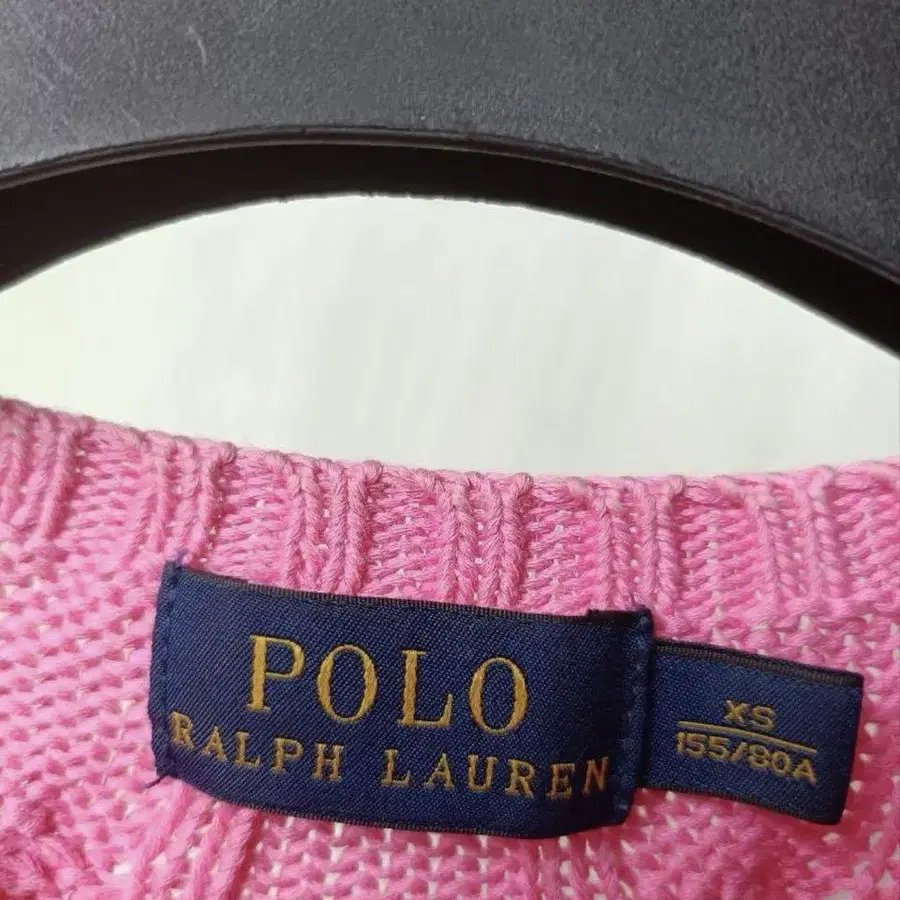 POLO
RALPH LAUREN
XS
155/80A